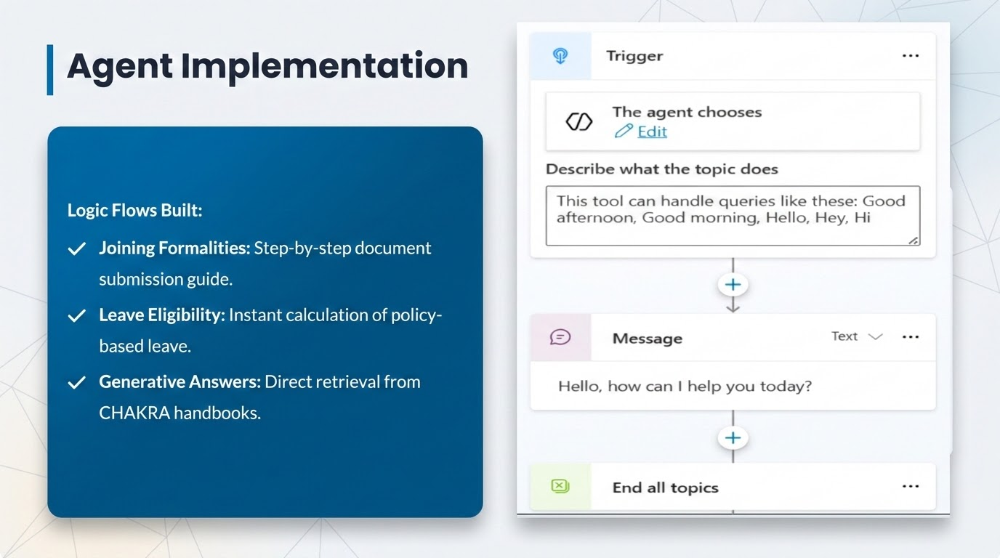 Agent Implementation
Logic Flows Built:
Joining Formalities: Step-by-step document
submission guide.
Leave Eligibility: Instant calculation of policy-
based leave.
Generative Answers: Direct retrieval from
CHAKRA handbooks.
Trigger
The agent chooses
Edit
Describe what the topic does
This tool can handle queries like these: Good
afternoon, Good morning, Hello, Hey, Hi
Message
Text
Hello, how can I help you today?
End all topics